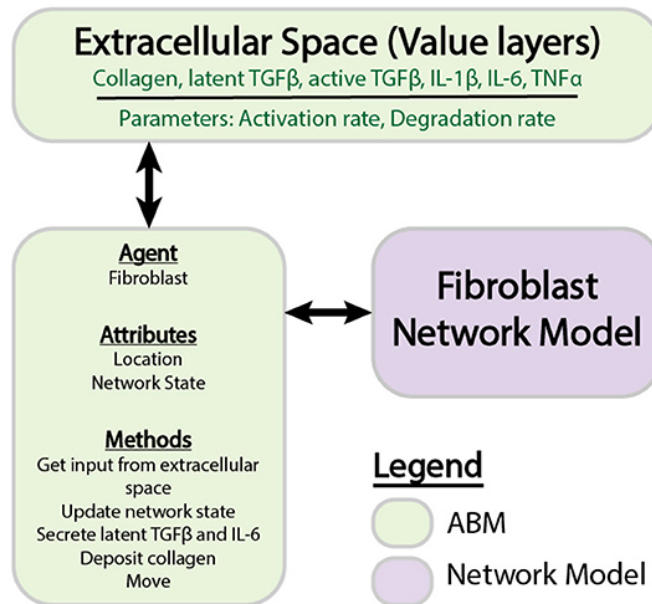 Extracellular Space (Value layers)
Collagen, latent TGFβ, active TGFβ, IL-1β, IL-6, TNFα
Parameters: Activation rate, Degradation rate
Agent
Fibroblast
Attributes
Location
Network State
Methods
Get input from extracellular
space
Update network state
Secrete latent TGFβ and IL-6
Deposit collagen
Move
Fibroblast
Network Model
Legend
ABM
Network Model